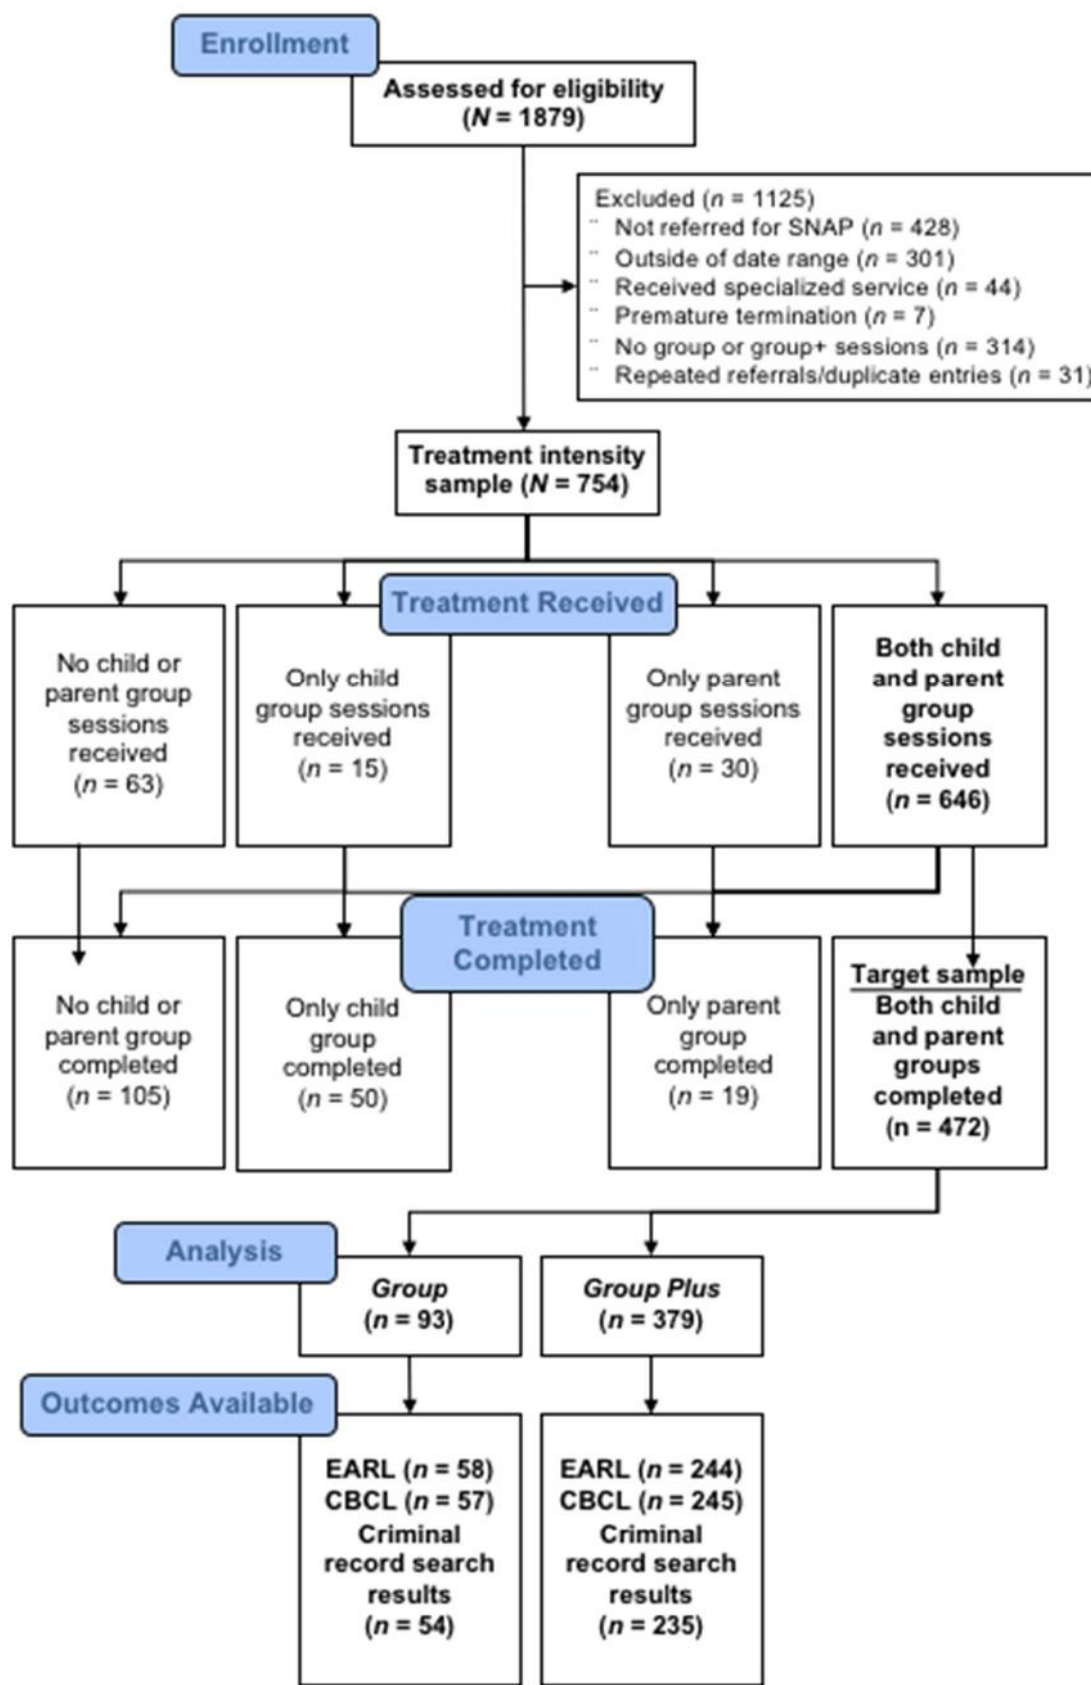 Enrollment
Assessed for eligibility
(N = 1879)
Excluded (n = 1125)
¨ Not referred for SNAP (n = 428)
¨ Outside of date range (n = 301)
¨ Received specialized service (n = 44)
¨ Premature termination (n = 7)
¨ No group or group+ sessions (n = 314)
¨ Repeated referrals/duplicate entries (n = 31)
Treatment intensity
sample (N = 754)
Treatment Received
No child or
parent group
sessions
received
(n = 63)
Only child
group sessions
received
(n = 15)
Only parent
group sessions
received
(n = 30)
Both child
and parent
group
sessions
received
(n = 646)
Treatment
Completed
No child or
parent group
completed
(n = 105)
Only child
group
completed
(n = 50)
Only parent
group
completed
(n = 19)
Target sample
Both child
and parent
groups
completed
(n = 472)
Analysis
Group
(n = 93)
Group Plus
(n = 379)
Outcomes Available
EARL (n = 58)
CBCL (n = 57)
Criminal
record search
results
(n = 54)
EARL (n = 244)
CBCL (n = 245)
Criminal
record search
results
(n = 235)